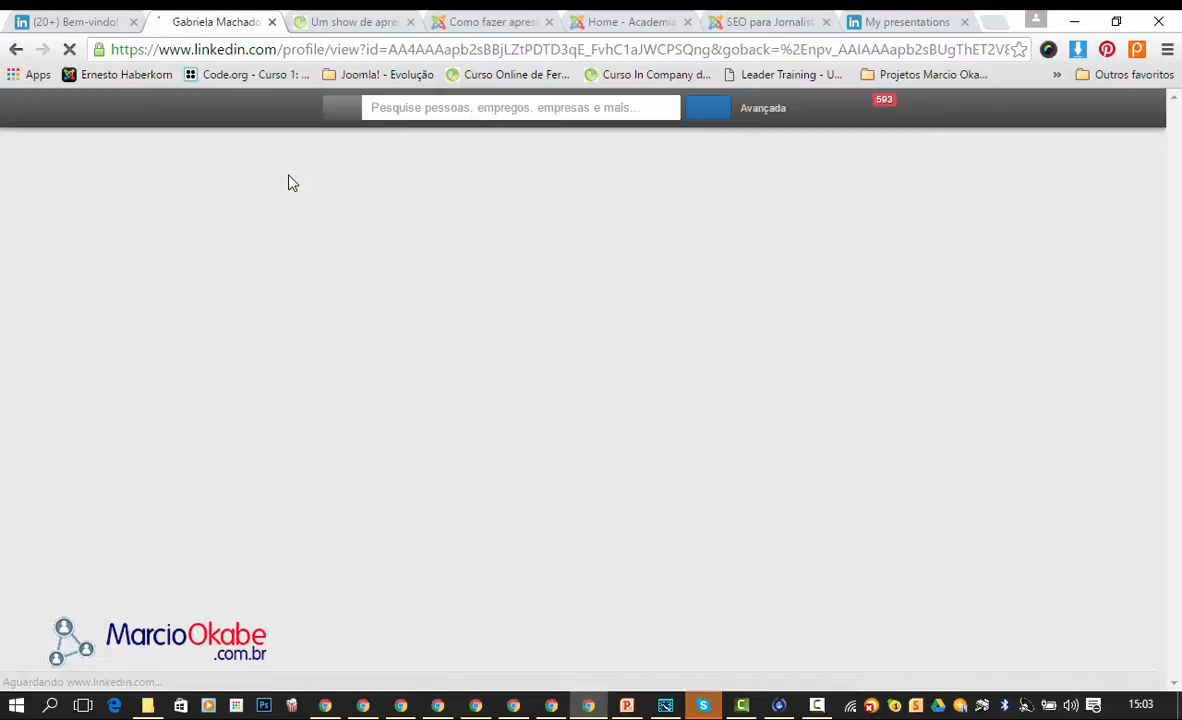 (20+) Bem-vindo!
Gabriela Machado
Um show de apre
Como fazer apres
Home - Academia
SEO para Jornalist
My presentations
https://www.linkedin.com/profile/view?id=AA4AAAapb2sBBjLZtPDTD3qE_FvhC1aJWCPSQng&goback=%2Enpv_AAIAAAapb2sBUgThET2V6
Apps
Ernesto Haberkorn
Code.org - Curso 1: ...
Joomla! - Evolução
Curso Online de Fer...
Curso In Company d...
Leader Training - U...
Projetos Marcio Oka...
»
Outros favoritos
Pesquise pessoas, empregos, empresas e mais...
Avançada
593
MarcioOkabe
.com.br
Aguardando www.linkedin.com...
15:03